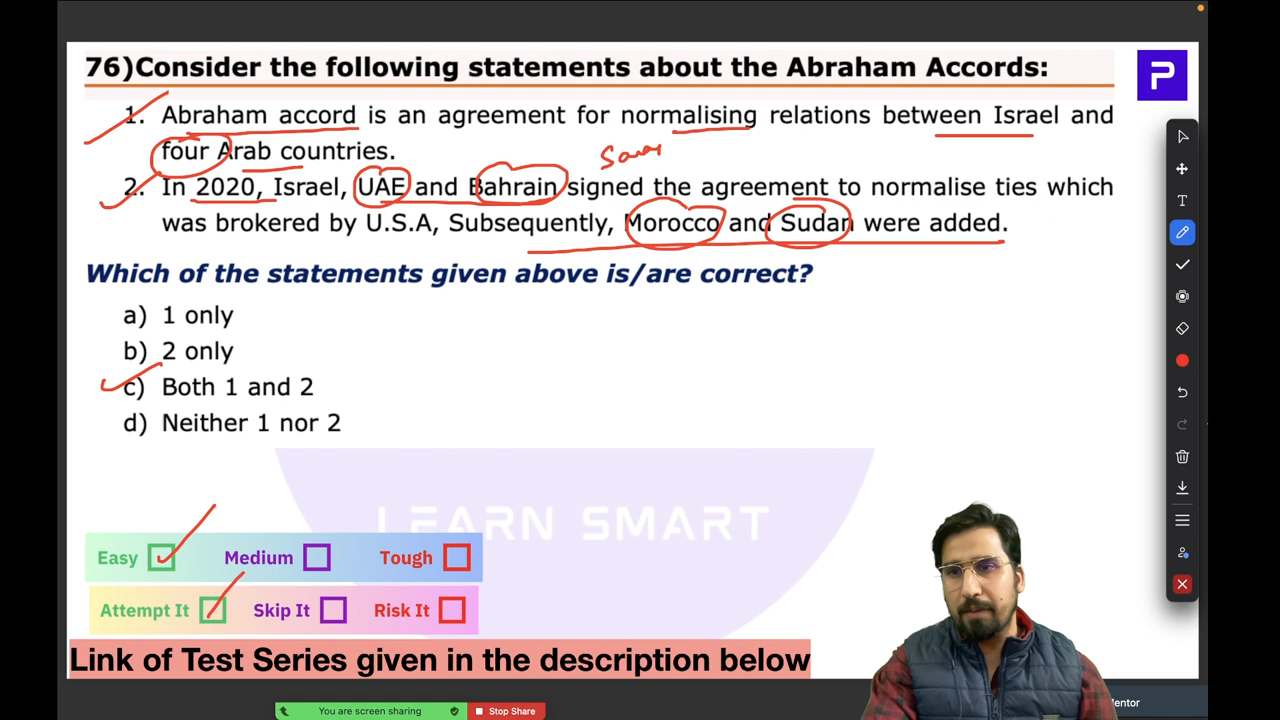 76)Consider the following statements about the Abraham Accords:
1. Abraham accord is an agreement for normalising relations between Israel and
four Arab countries.
2. In 2020, Israel, UAE and Bahrain signed the agreement to normalise ties which
was brokered by U.S.A, Subsequently, Morocco and Sudan were added.
Which of the statements given above is/are correct?
a) 1 only
b) 2 only
c) Both 1 and 2
d) Neither 1 nor 2
LEARN SMART
Easy Medium Tough
Attempt It Skip It Risk It
Link of Test Series given in the description below
You are screen sharing Stop Share
P
T